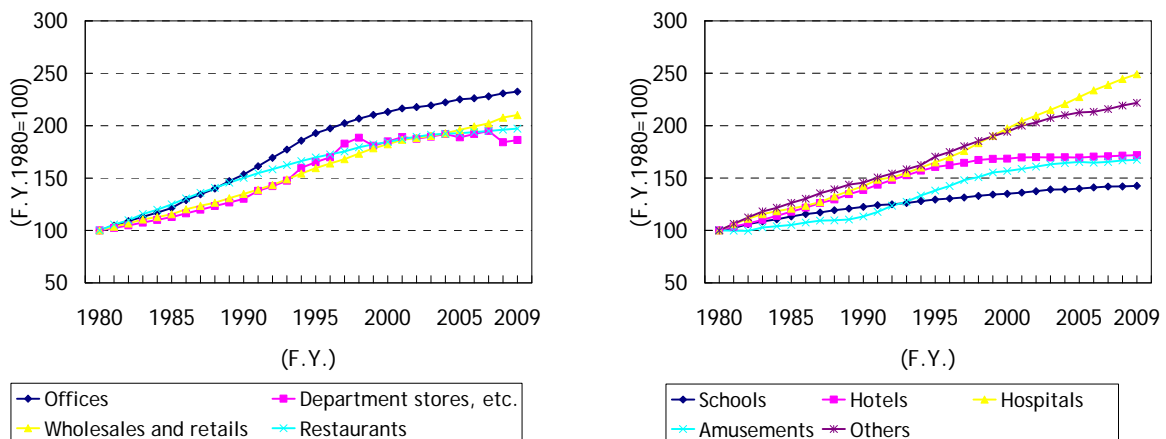 300
250
200
150
100
50
(F.Y.1980=100)
1980 1985 1990 1995 2000 2005 2009
(F.Y.)
Offices Department stores, etc.
Wholesales and retails Restaurants
300
250
200
150
100
50
(F.Y.1980=100)
1980 1985 1990 1995 2000 2005 2009
(F.Y.)
Schools Hotels Hospitals
Amusements Others